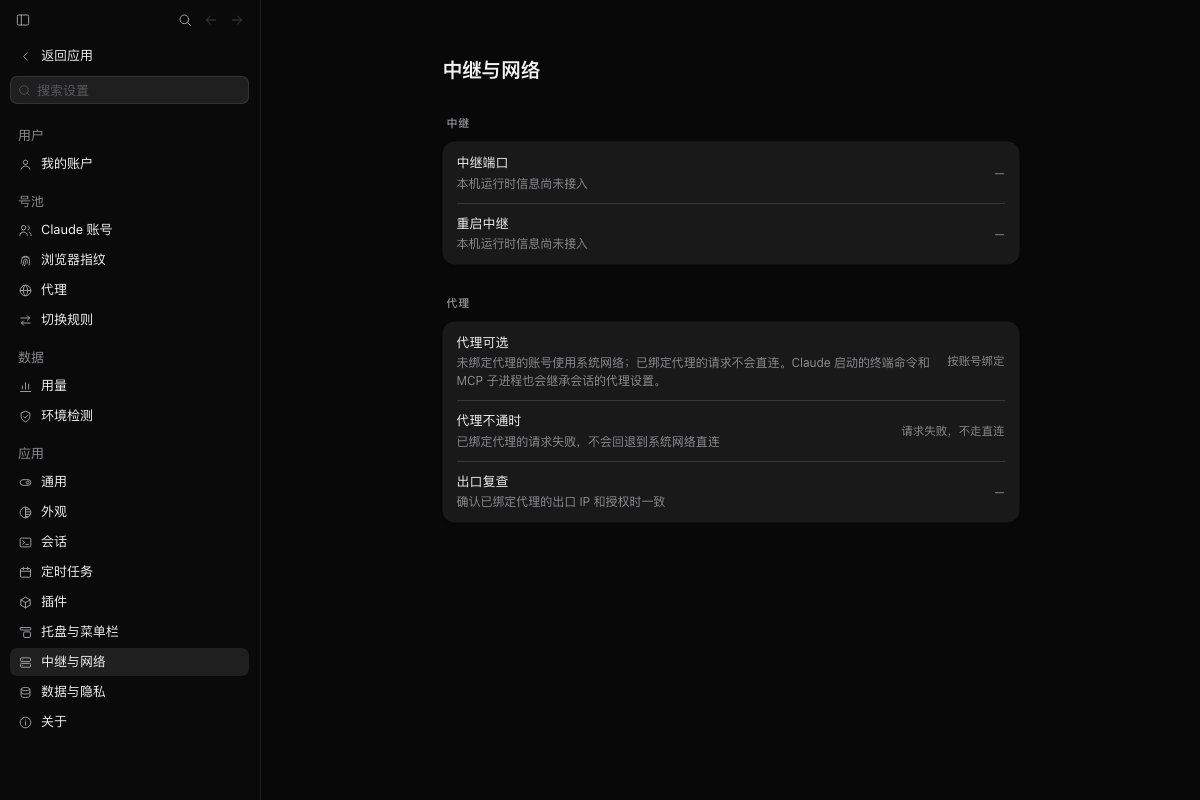 返回应用
搜索设置
用户
我的账户
号池
Claude 账号
浏览器指纹
代理
切换规则
数据
用量
环境检测
应用
通用
外观
会话
定时任务
插件
托盘与菜单栏
中继与网络
数据与隐私
关于
中继与网络
中继
中继端口
本机运行时信息尚未接入
—
重启中继
本机运行时信息尚未接入
—
代理
代理可选
未绑定代理的账号使用系统网络；已绑定代理的请求不会直连。Claude 启动的终端命令和
MCP 子进程也会继承会话的代理设置。
按账号绑定
代理不通时
已绑定代理的请求失败，不会回退到系统网络直连
请求失败，不走直连
出口复查
确认已绑定代理的出口 IP 和授权时一致
—